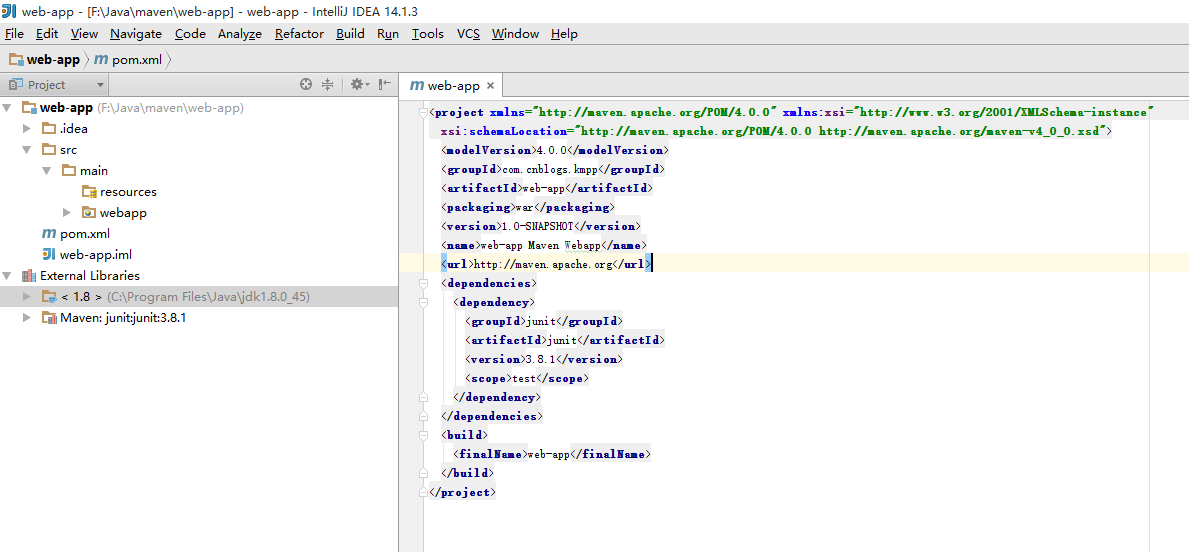 web-app - [F:\Java\maven\web-app] - web-app - IntelliJ IDEA 14.1.3
File Edit View Navigate Code Analyze Refactor Build Run Tools VCS Window Help
web-app pom.xml
Project
web-app
web-app (F:\Java\maven\web-app)
.idea
src
main
resources
webapp
pom.xml
web-app.iml
External Libraries
< 1.8 > (C:\Program Files\Java\jdk1.8.0_45)
Maven: junit:junit:3.8.1
<project xmlns="http://maven.apache.org/POM/4.0.0" xmlns:xsi="http://www.w3.org/2001/XMLSchema-instance"
xsi:schemaLocation="http://maven.apache.org/POM/4.0.0 http://maven.apache.org/maven-v4_0_0.xsd">
<modelVersion>4.0.0</modelVersion>
<groupId>com.cnblogs.kmpp</groupId>
<artifactId>web-app</artifactId>
<packaging>war</packaging>
<version>1.0-SNAPSHOT</version>
<name>web-app Maven Webapp</name>
<url>http://maven.apache.org</url>
<dependencies>
<dependency>
<groupId>junit</groupId>
<artifactId>junit</artifactId>
<version>3.8.1</version>
<scope>test</scope>
</dependency>
</dependencies>
<build>
<finalName>web-app</finalName>
</build>
</project>